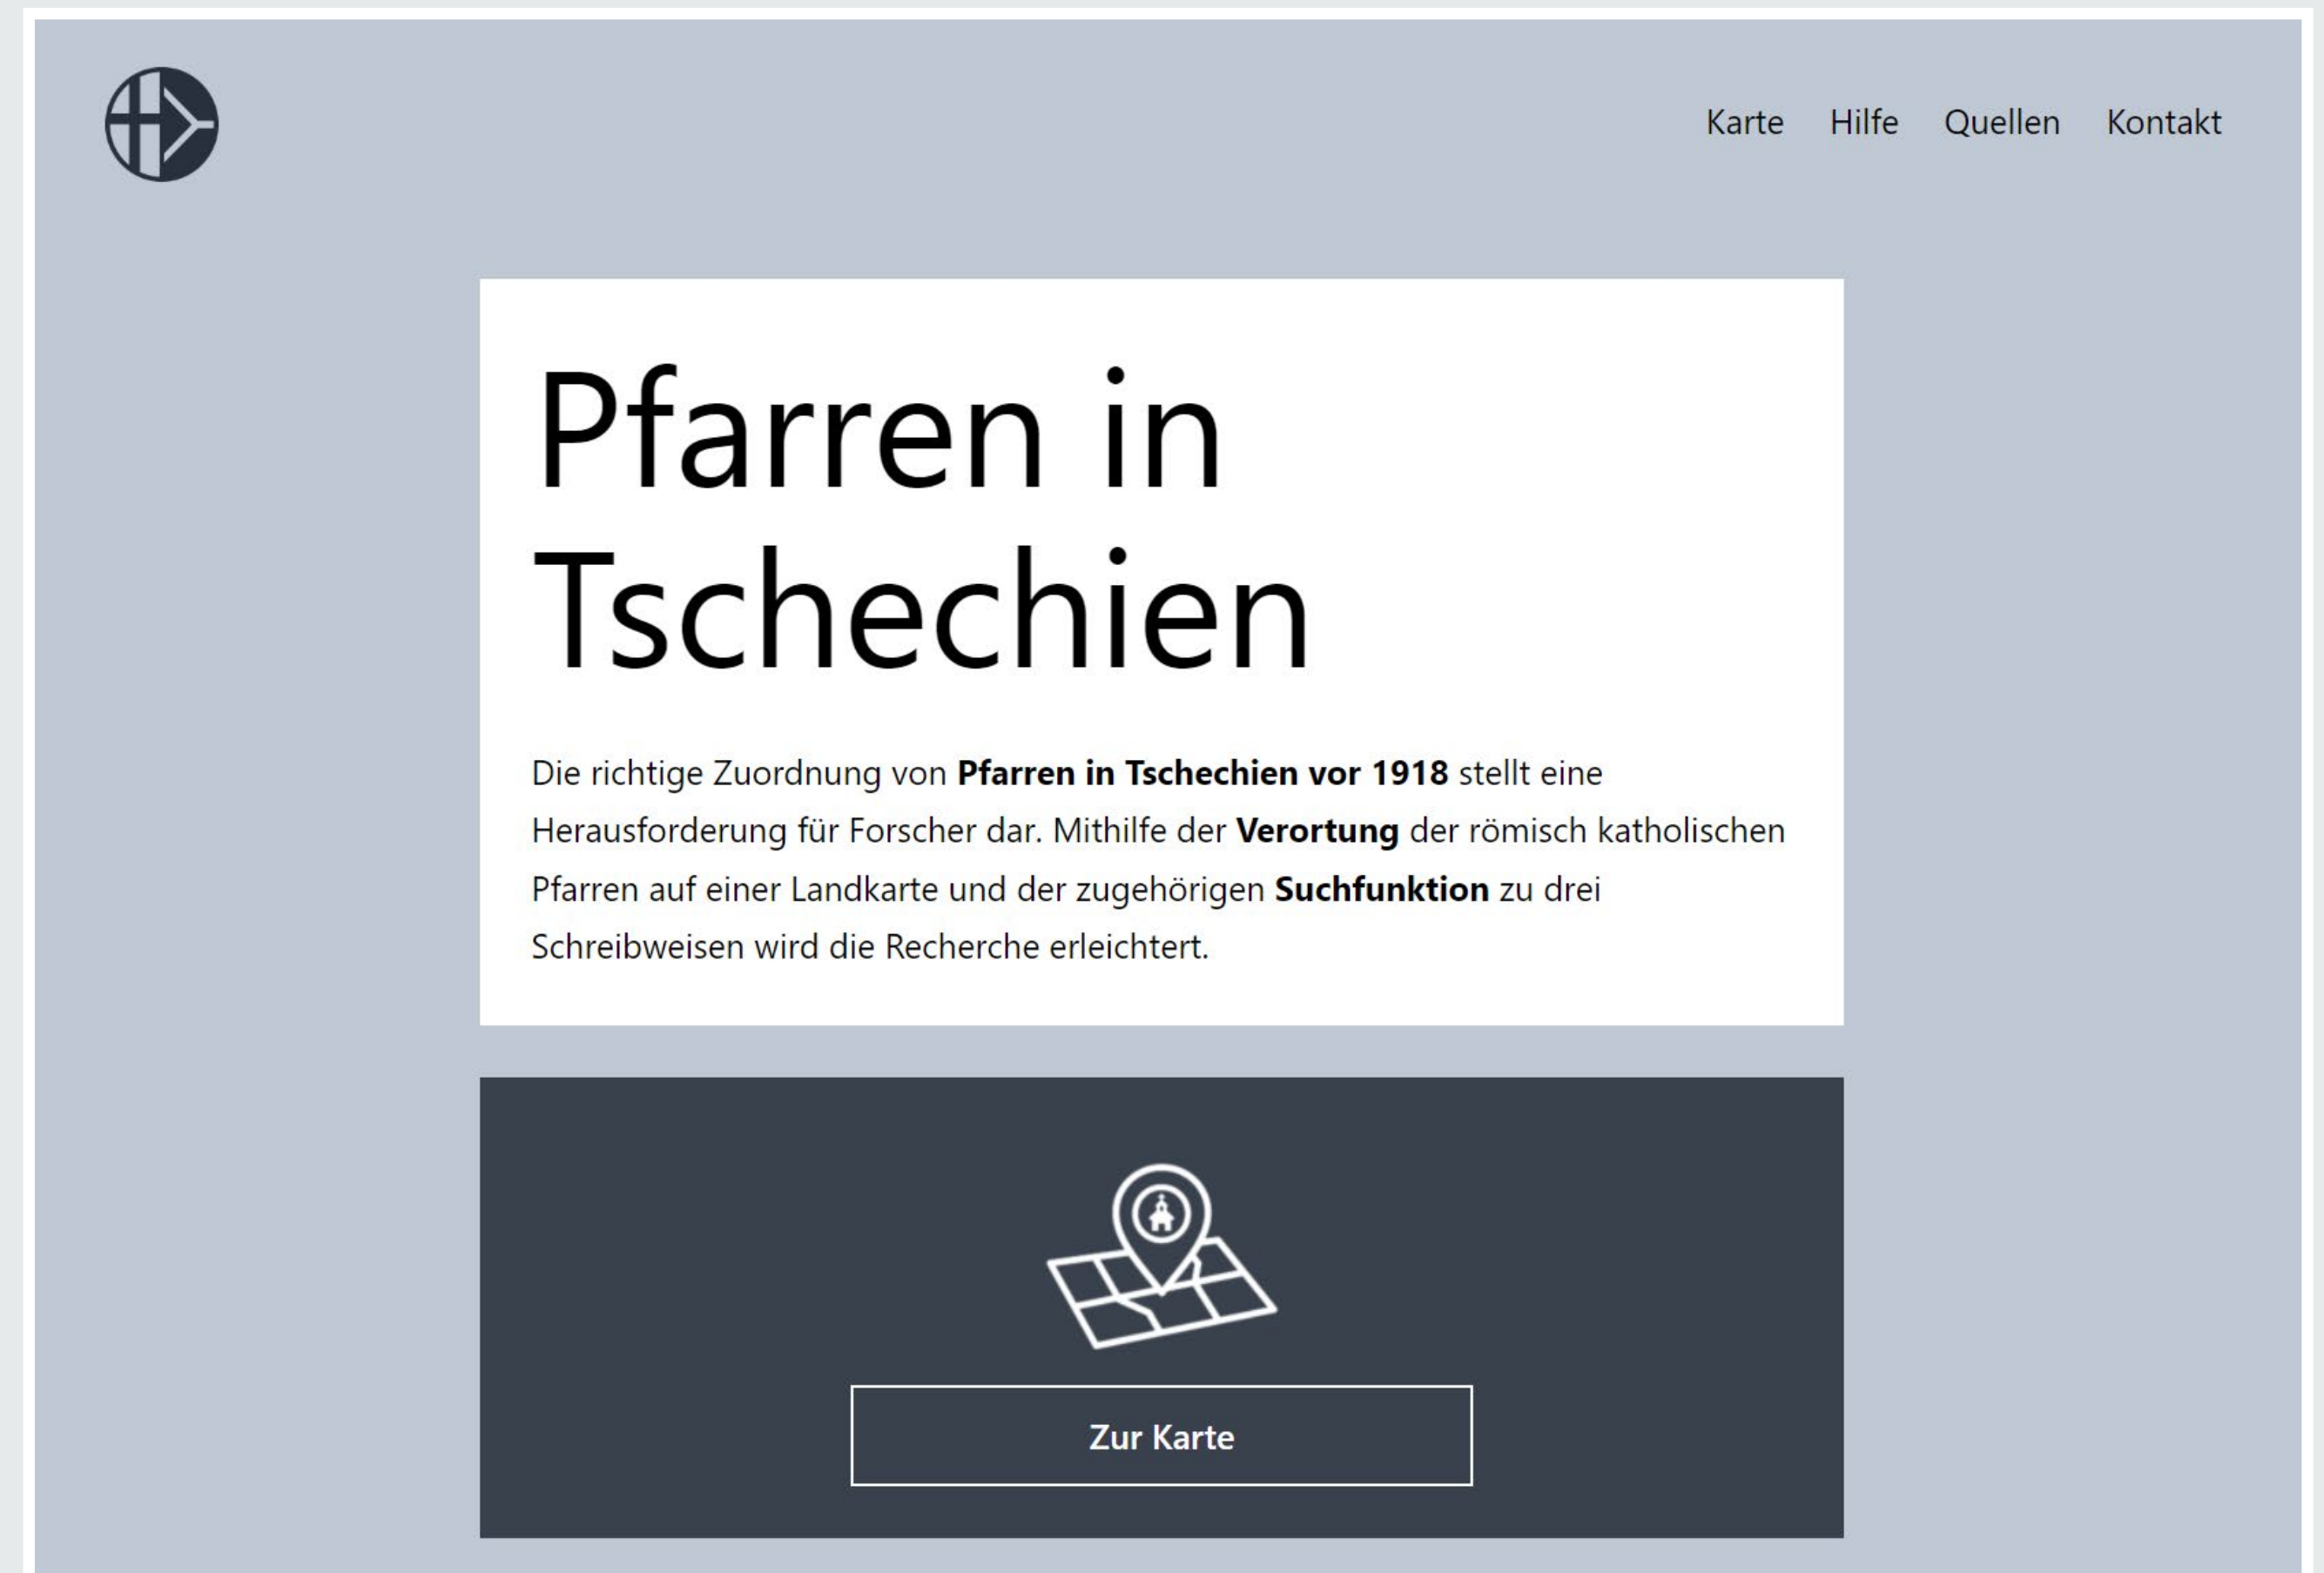 Karte Hilfe Quellen Kontakt
Pfarren in
Tschechien
Die richtige Zuordnung von Pfarren in Tschechien vor 1918 stellt eine
Herausforderung für Forscher dar. Mithilfe der Verortung der römisch katholischen
Pfarren auf einer Landkarte und der zugehörigen Suchfunktion zu drei
Schreibweisen wird die Recherche erleichtert.
Zur Karte